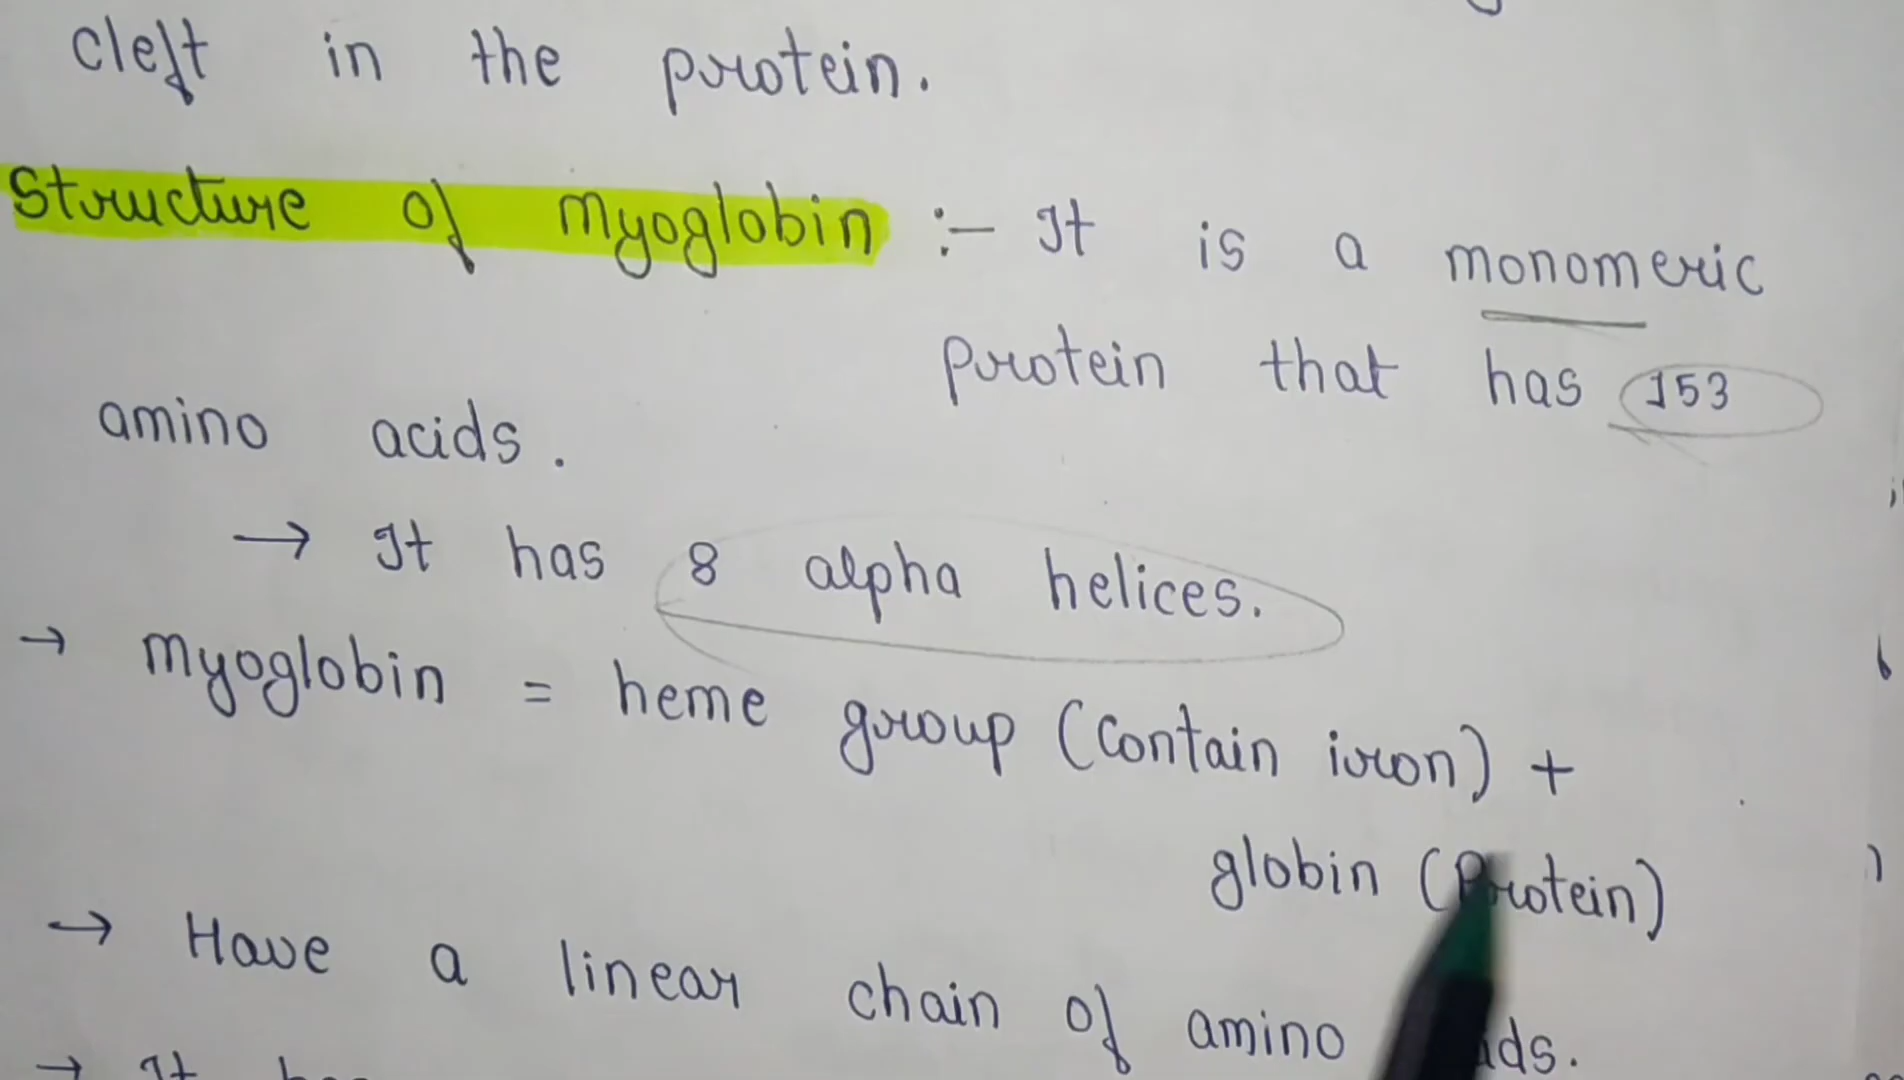 cleft in the protein.
Structure of myoglobin :- It is a monomeric
protein that has 153
amino acids.
→ It has 8 alpha helices.
→ myoglobin = heme group (Contain iron) +
globin (Protein)
→ Have a linear chain of amino
→ It